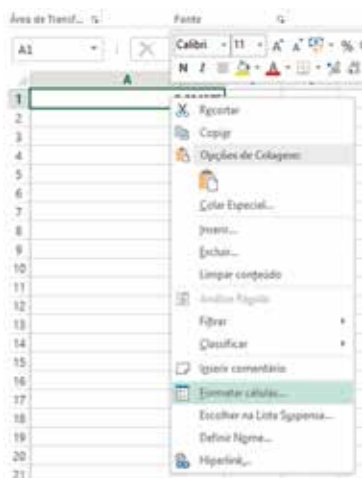 Área de Transf...
Fonte
A1
Calibri
11
A A
%
N I
A
A
1
Recortar
2
Copiar
3
Opções de Colagem:
4
5
6
Colar Especial...
7
Inserir...
8
Excluir...
9
Limpar conteúdo
10
11
Análise Rápida
12
Filtrar
13
Classificar
14
Inserir comentário
15
16
Formatar células...
17
Escolher na Lista Suspensa...
18
Definir Nome...
19
Hiperlink...
20
21